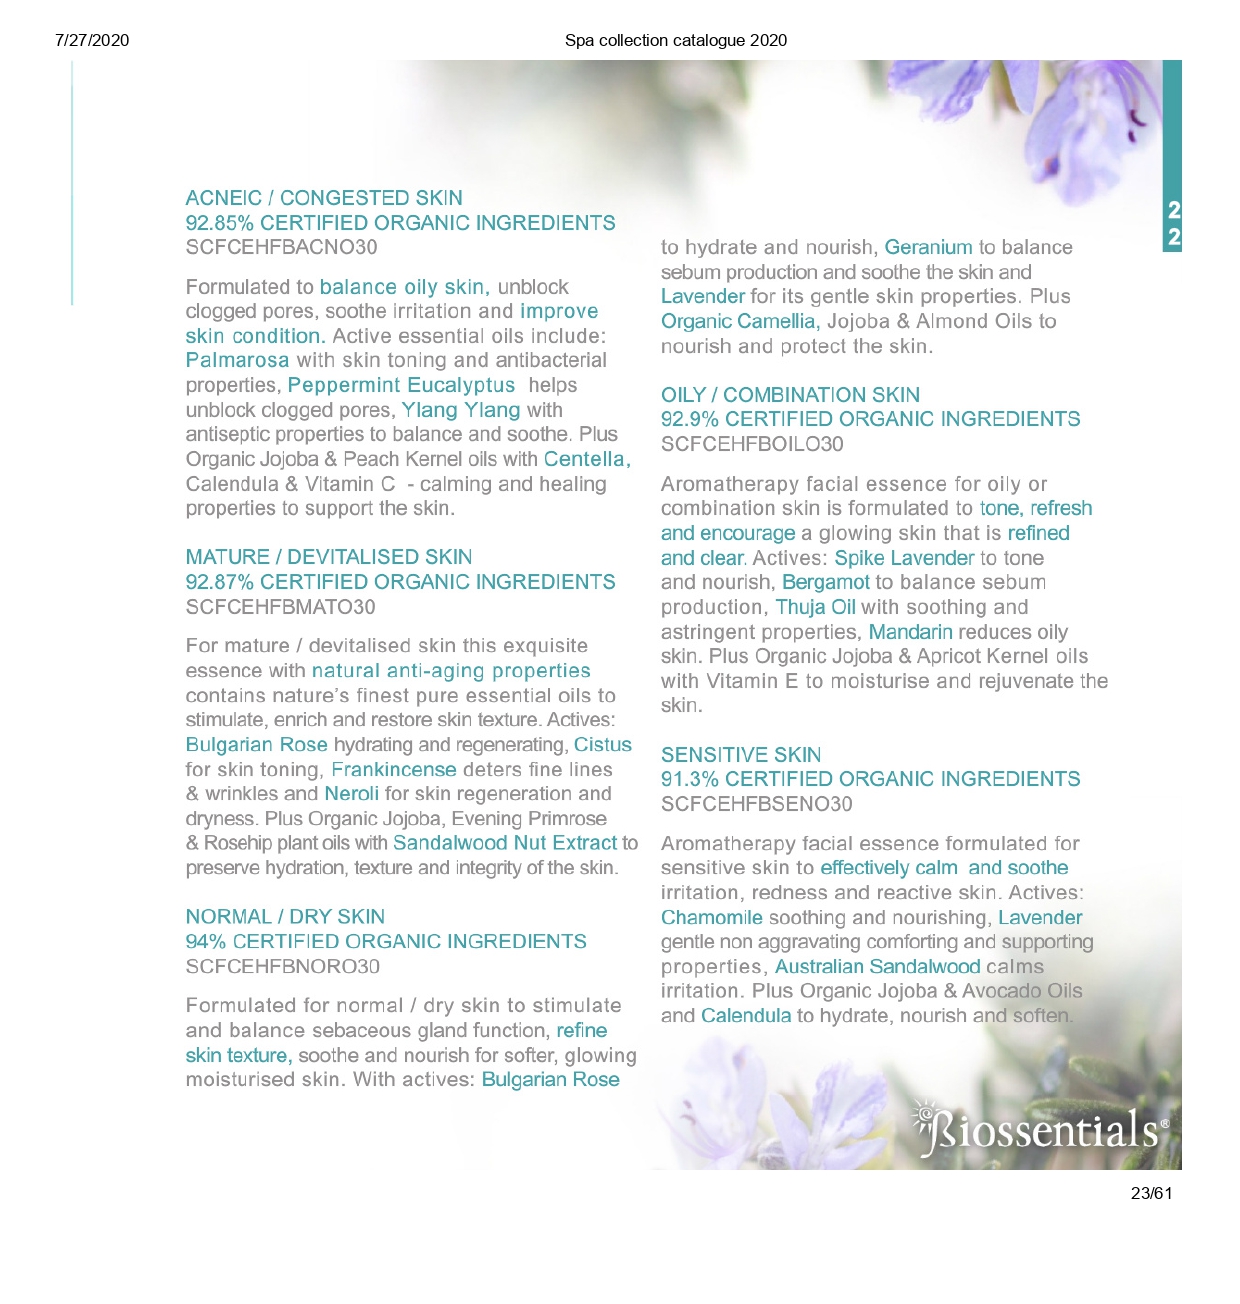 7/27/2020
Spa collection catalogue 2020
2
2
ACNEIC / CONGESTED SKIN
92.85% CERTIFIED ORGANIC INGREDIENTS
SCFCEHFBACNO30
Formulated to balance oily skin, unblock
clogged pores, soothe irritation and improve
skin condition. Active essential oils include:
Palmarosa with skin toning and antibacterial
properties, Peppermint Eucalyptus helps
unblock clogged pores, Ylang Ylang with
antiseptic properties to balance and soothe. Plus
Organic Jojoba & Peach Kernel oils with Centella,
Calendula & Vitamin C - calming and healing
properties to support the skin.
MATURE / DEVITALISED SKIN
92.87% CERTIFIED ORGANIC INGREDIENTS
SCFCEHFBMATO30
For mature / devitalised skin this exquisite
essence with natural anti-aging properties
contains nature's finest pure essential oils to
stimulate, enrich and restore skin texture. Actives:
Bulgarian Rose hydrating and regenerating, Cistus
for skin toning, Frankincense deters fine lines
& wrinkles and Neroli for skin regeneration and
dryness. Plus Organic Jojoba, Evening Primrose
& Rosehip plant oils with Sandalwood Nut Extract to
preserve hydration, texture and integrity of the skin.
NORMAL / DRY SKIN
94% CERTIFIED ORGANIC INGREDIENTS
SCFCEHFBNORO30
Formulated for normal / dry skin to stimulate
and balance sebaceous gland function, refine
skin texture, soothe and nourish for softer, glowing
moisturised skin. With actives: Bulgarian Rose
to hydrate and nourish, Geranium to balance
sebum production and soothe the skin and
Lavender for its gentle skin properties. Plus
Organic Camellia, Jojoba & Almond Oils to
nourish and protect the skin.
OILY / COMBINATION SKIN
92.9% CERTIFIED ORGANIC INGREDIENTS
SCFCEHFBOILO30
Aromatherapy facial essence for oily or
combination skin is formulated to tone, refresh
and encourage a glowing skin that is refined
and clear. Actives: Spike Lavender to tone
and nourish, Bergamot to balance sebum
production, Thuja Oil with soothing and
astringent properties, Mandarin reduces oily
skin. Plus Organic Jojoba & Apricot Kernel oils
with Vitamin E to moisturise and rejuvenate the
skin.
SENSITIVE SKIN
91.3% CERTIFIED ORGANIC INGREDIENTS
SCFCEHFBSENO30
Aromatherapy facial essence formulated for
sensitive skin to effectively calm and soothe
irritation, redness and reactive skin. Actives:
Chamomile soothing and nourishing, Lavender
gentle non aggravating comforting and supporting
properties, Australian Sandalwood calms
irritation. Plus Organic Jojoba & Avocado Oils
and Calendula to hydrate, nourish and soften.
Biossentials®
23/61